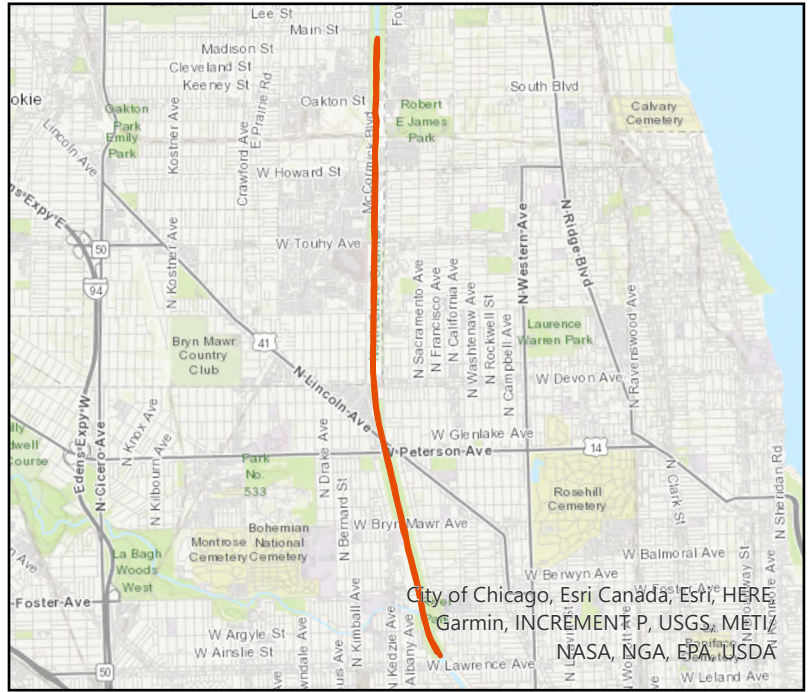 Lee St
Main St
Madison St
Cleveland St
Keeney St
okie
Oakton St
South Blvd
Oakton
Park
Emily
Park
Robert
E James
Park
Calvary
Cemetery
Lincoln Ave
Kostner Ave
Crawford Ave
E Prairie Rd
McCormick Blvd
W Howard St
ns Expy E
50
N Kostner Ave
W Touhy Ave
N Western Ave
N Ridge Blvd
94
N Sacramento Ave
N Francisco Ave
N California Ave
N Washtenaw Ave
N Rockwell St
N Campbell Ave
N Ravenswood Ave
Bryn Mawr
Country
Club
41
Laurence
Warren Park
N Lincoln Ave
W Devon Ave
Edens Expy W
N Cicero Ave
N Knox Ave
N Kilbourn Ave
N Drake Ave
W Glenlake Ave
W Peterson Ave
14
Park
No.
533
N Bernard St
N Clark St
N Sheridan Rd
Rosehill
Cemetery
W Bryn Mawr Ave
Bohemian
National
Cemetery
Montrose
Cemetery
La Bagh
Woods
West
W Balmoral Ave
W Berwyn Ave
W Foster Ave
Foster Ave
N Kimball Ave
N Kedzie Ave
Albany Ave
W Argyle St
W Ainslie St
50
W Lawrence Ave
W Leland Ave
City of Chicago, Esri Canada, Esri, HERE,
Garmin, INCREMENT P, USGS, METI/
NASA, NGA, EPA, USDA